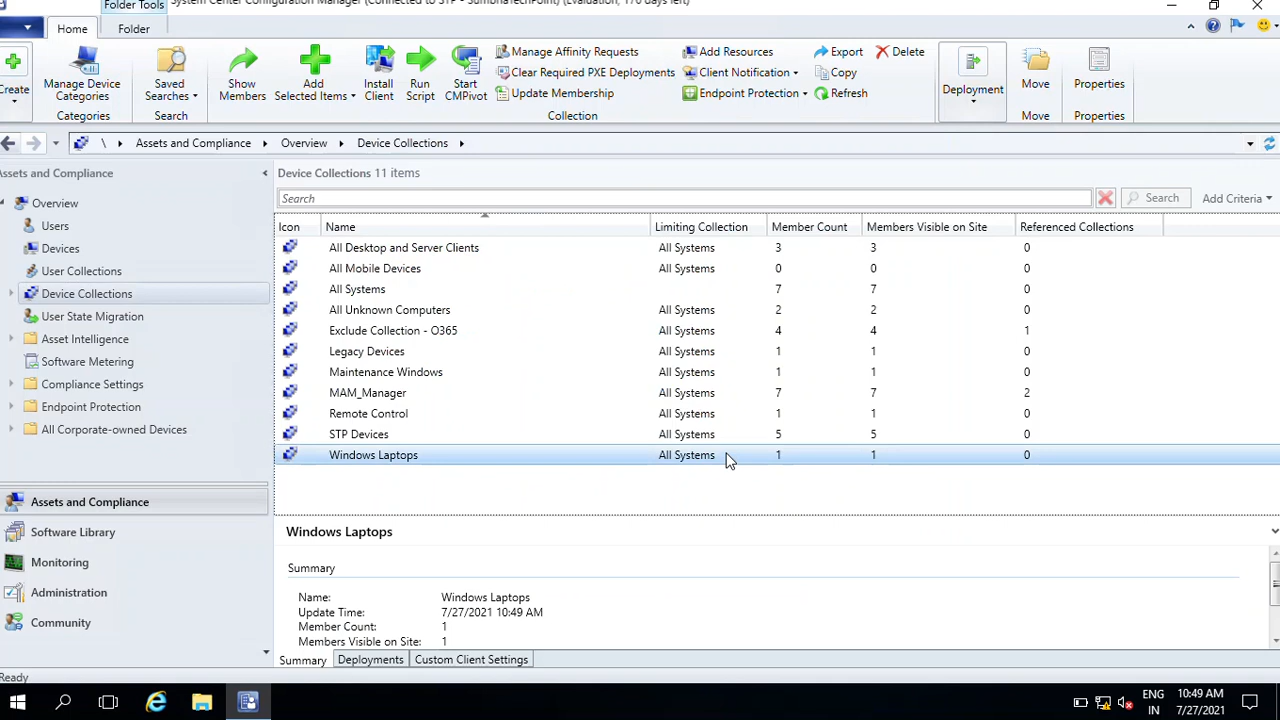 Folder Tools
System Center Configuration Manager (Connected to STP - SumbhaTechPoint) (Evaluation, 170 days left)
Home
Folder
Create
Manage Device Categories
Categories
Saved Searches
Search
Show Members
Add Selected Items
Install Client
Run Script
Start CMPivot
Manage Affinity Requests
Clear Required PXE Deployments
Update Membership
Add Resources
Client Notification
Endpoint Protection
Export
Copy
Refresh
Delete
Collection
Deployment
Move
Move
Properties
Properties
\ Assets and Compliance Overview Device Collections
Assets and Compliance
Overview
Users
Devices
User Collections
Device Collections
User State Migration
Asset Intelligence
Software Metering
Compliance Settings
Endpoint Protection
All Corporate-owned Devices
Assets and Compliance
Software Library
Monitoring
Administration
Community
Device Collections 11 items
Search
Search
Add Criteria
Icon Name Limiting Collection Member Count Members Visible on Site Referenced Collections
All Desktop and Server Clients All Systems 3 3 0
All Mobile Devices All Systems 0 0 0
All Systems 7 7 0
All Unknown Computers All Systems 2 2 0
Exclude Collection - O365 All Systems 4 4 1
Legacy Devices All Systems 1 1 0
Maintenance Windows All Systems 1 1 0
MAM_Manager All Systems 7 7 2
Remote Control All Systems 1 1 0
STP Devices All Systems 5 5 0
Windows Laptops All Systems 1 1 0
Windows Laptops
Summary
Name: Windows Laptops
Update Time: 7/27/2021 10:49 AM
Member Count: 1
Members Visible on Site: 1
Summary Deployments Custom Client Settings
Ready
ENG
IN
10:49 AM
7/27/2021